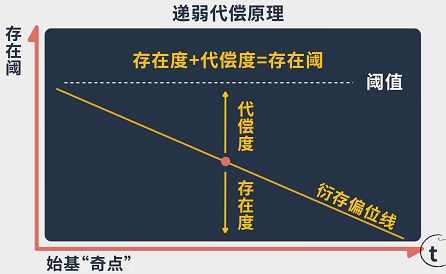 递弱代偿原理
存在阈
存在度+代偿度=存在阈
阈值
代偿度
存在度
衍存偏位线
始基“奇点”
t